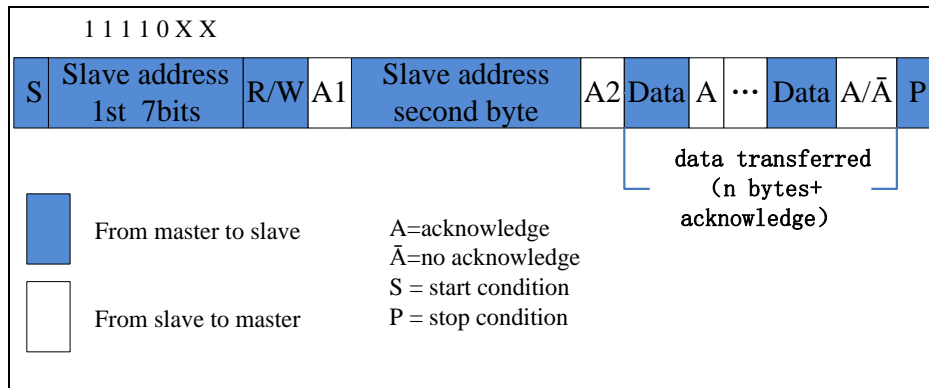 1 1 1 1 0 X X
S Slave address 1st 7bits R/W A1 Slave address second byte A2 Data A ··· Data A/Ā P
data transferred
（n bytes+
acknowledge）
From master to slave
From slave to master
A=acknowledge
Ā=no acknowledge
S = start condition
P = stop condition